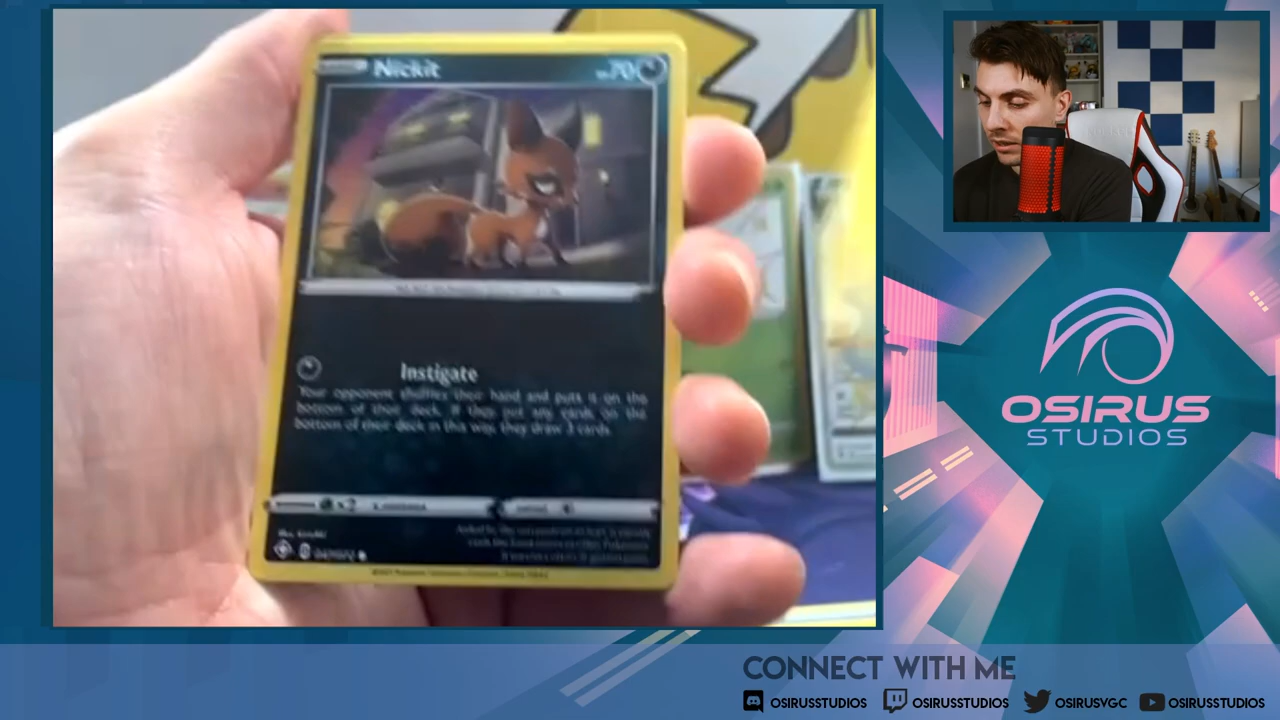 Nickit
70
Instigate
Your opponent shuffles their hand and puts it on the
bottom of their deck. If they put any cards on the
bottom of their deck in this way, they draw 3 cards.
x2
OSIRUS
STUDIOS
CONNECT WITH ME
OSIRUSSTUDIOS OSIRUSSTUDIOS OSIRUSVGC OSIRUSSTUDIOS